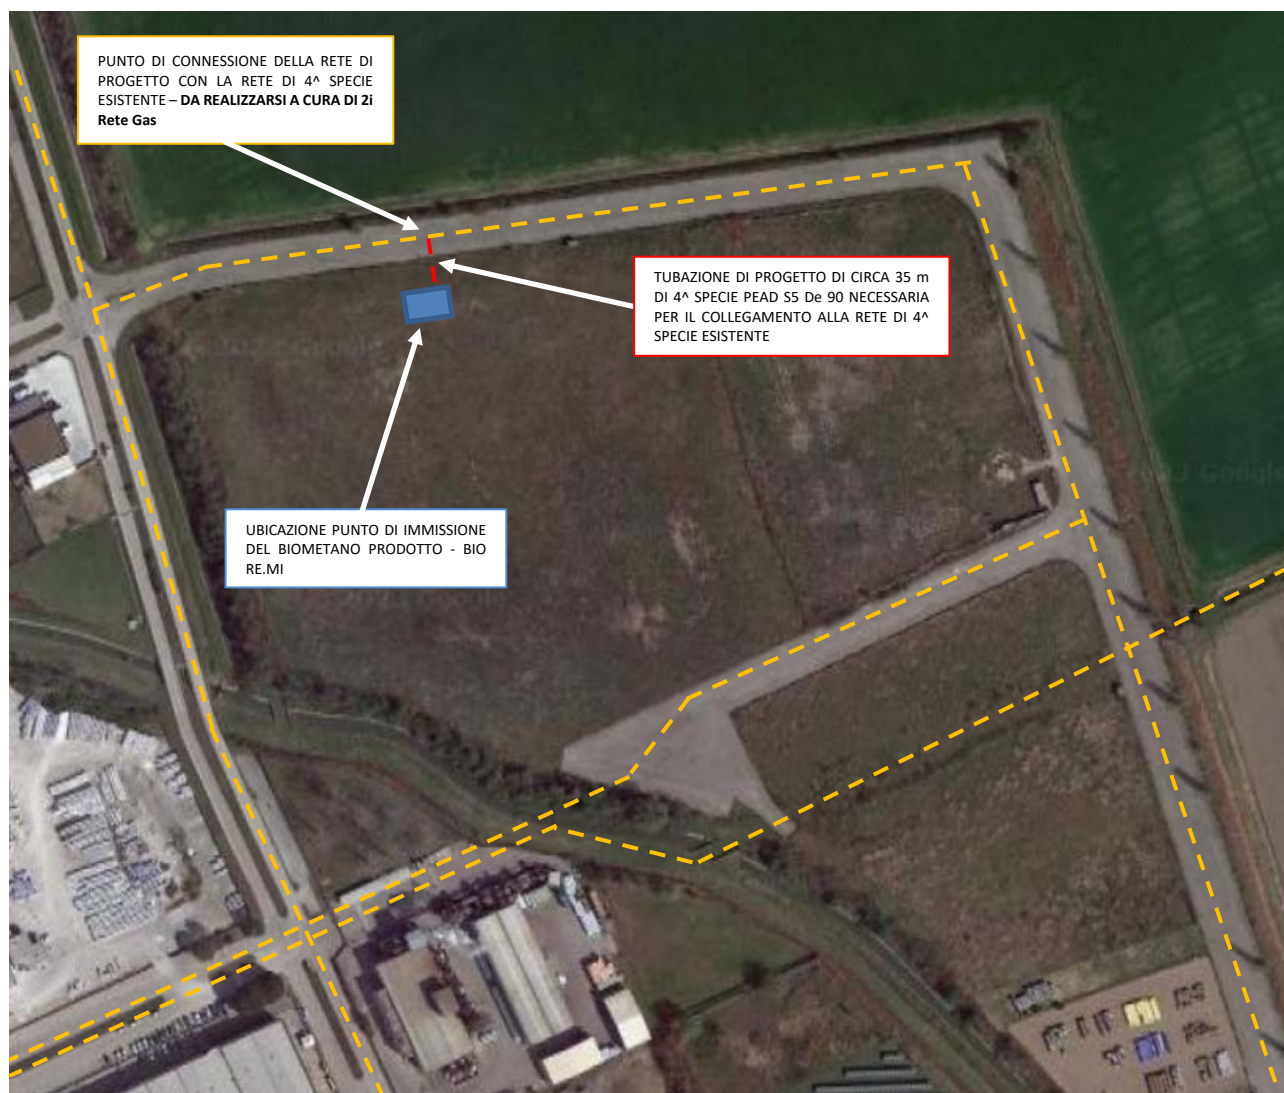 PUNTO DI CONNESSIONE DELLA RETE DI
PROGETTO CON LA RETE DI 4^ SPECIE
ESISTENTE – DA REALIZZARSI A CURA DI 2i
Rete Gas
TUBAZIONE DI PROGETTO DI CIRCA 35 m
DI 4^ SPECIE PEAD S5 De 90 NECESSARIA
PER IL COLLEGAMENTO ALLA RETE DI 4^
SPECIE ESISTENTE
Google
UBICAZIONE PUNTO DI IMMISSIONE
DEL BIOMETANO PRODOTTO - BIO
RE.MI